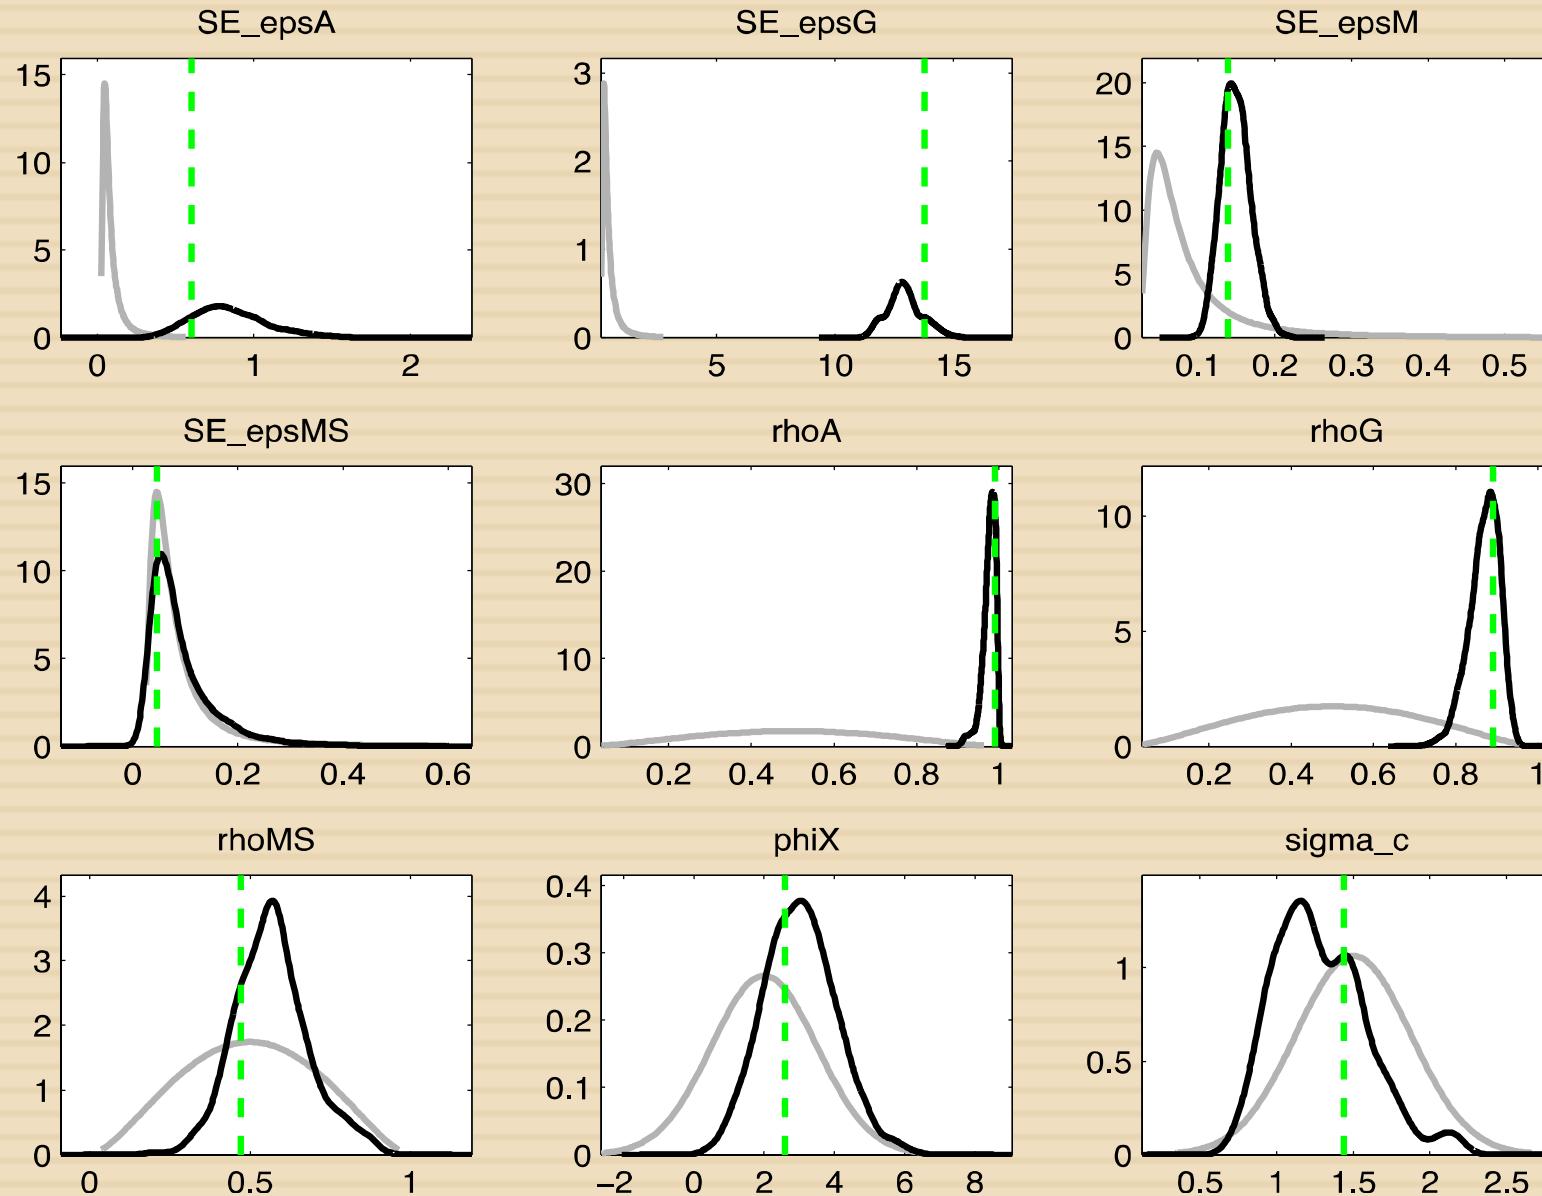 SE_epsA SE_epsG SE_epsM
15 10 5 0
0 1 2
3 2 1 0
5 10 15
20 15 10 5 0
0.1 0.2 0.3 0.4 0.5
SE_epsMS rhoA rhoG
15 10 5 0
0 0.2 0.4 0.6
30 20 10 0
0.2 0.4 0.6 0.8 1
10 5 0
0.2 0.4 0.6 0.8 1
rhoMS phiX sigma_c
4 3 2 1 0
0 0.5 1
0.4 0.3 0.2 0.1 0
−2 0 2 4 6 8
1 0.5 0
0.5 1 1.5 2 2.5